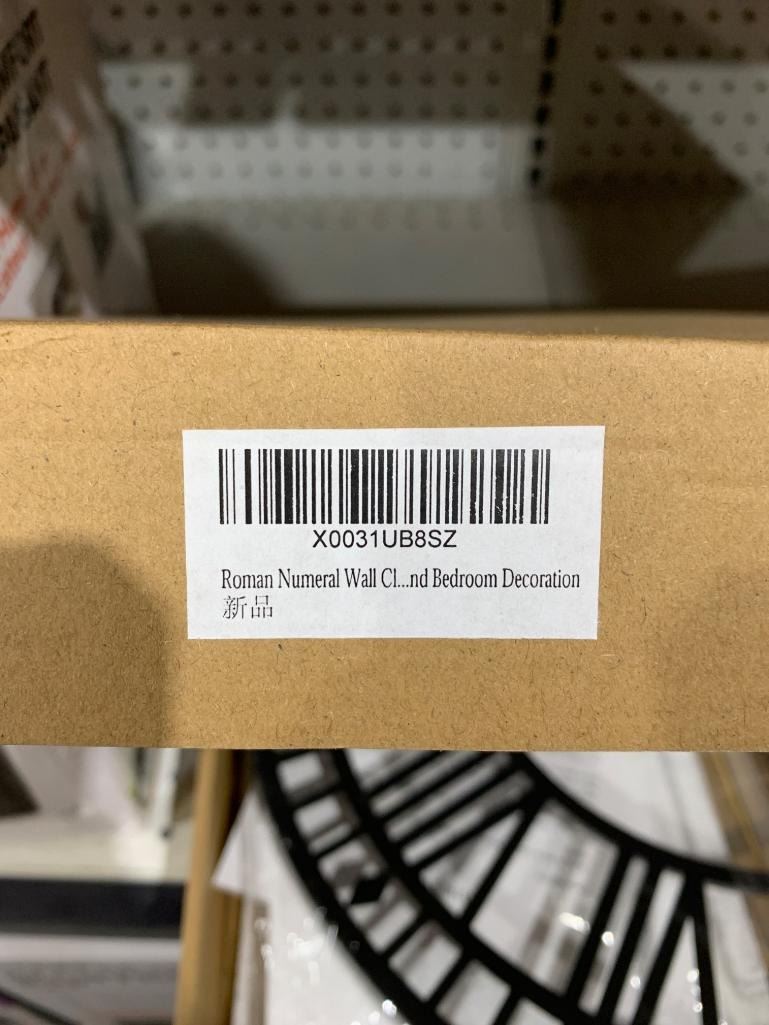 X0031UB8SZ
Roman Numeral Wall Cl...nd Bedroom Decoration
新品